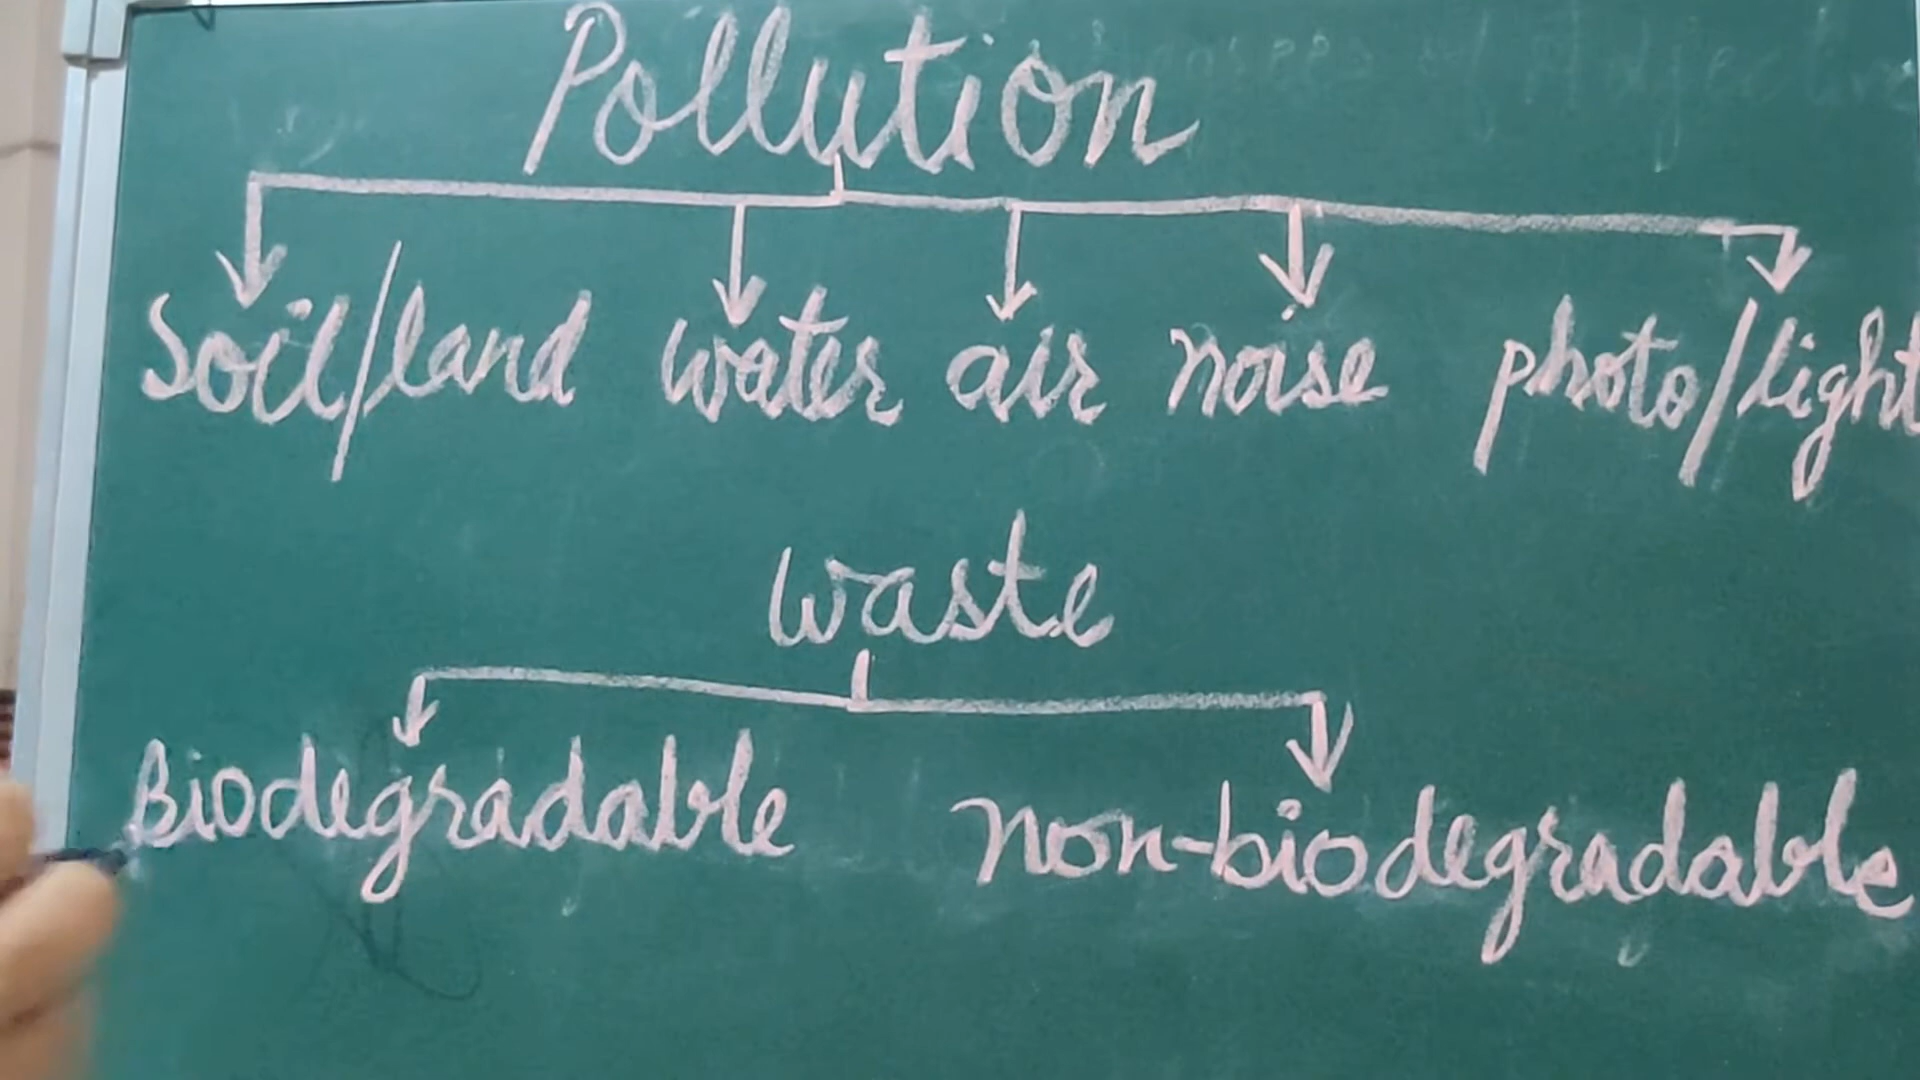 Pollution
Soil/land water air noise photo/light
waste
Biodegradable non-biodegradable